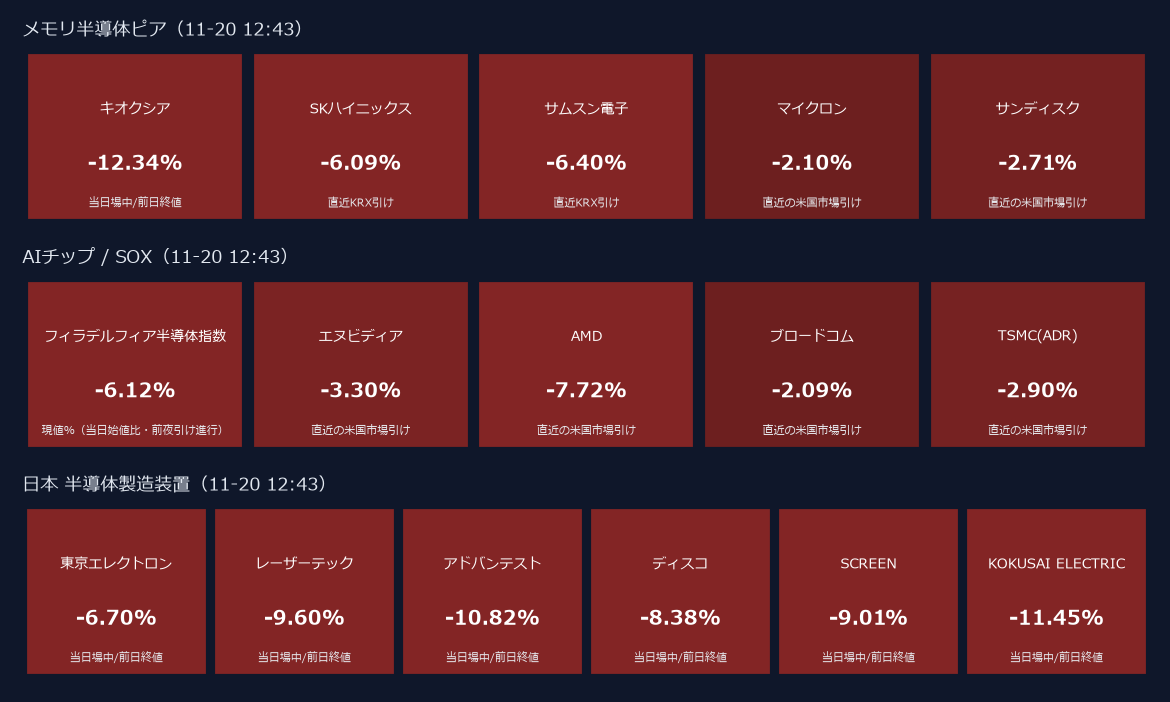 メモリ半導体ピア（11-20 12:43）
キオクシア
-12.34%
当日場中/前日終値
SKハイニックス
-6.09%
直近KRX引け
サムスン電子
-6.40%
直近KRX引け
マイクロン
-2.10%
直近の米国市場引け
サンディスク
-2.71%
直近の米国市場引け
AIチップ / SOX（11-20 12:43）
フィラデルフィア半導体指数
-6.12%
現値%（当日始値比・前夜引け進行）
エヌビディア
-3.30%
直近の米国市場引け
AMD
-7.72%
直近の米国市場引け
ブロードコム
-2.09%
直近の米国市場引け
TSMC(ADR)
-2.90%
直近の米国市場引け
日本 半導体製造装置（11-20 12:43）
東京エレクトロン
-6.70%
当日場中/前日終値
レーザーテック
-9.60%
当日場中/前日終値
アドバンテスト
-10.82%
当日場中/前日終値
ディスコ
-8.38%
当日場中/前日終値
SCREEN
-9.01%
当日場中/前日終値
KOKUSAI ELECTRIC
-11.45%
当日場中/前日終値